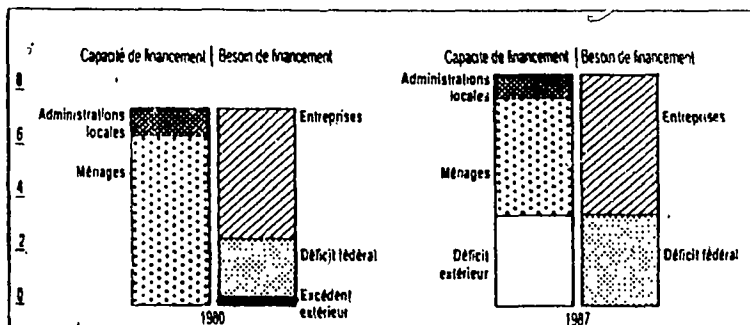 Capacité de financement | Besoin de financement
8
6
4
2
0
Administrations
locales
Ménages
Entreprises
Déficit fédéral
Excédent
extérieur
1980
Capacité de financement | Besoin de financement
Administrations
locales
Ménages
Déficit
extérieur
Entreprises
Déficit fédéral
1987